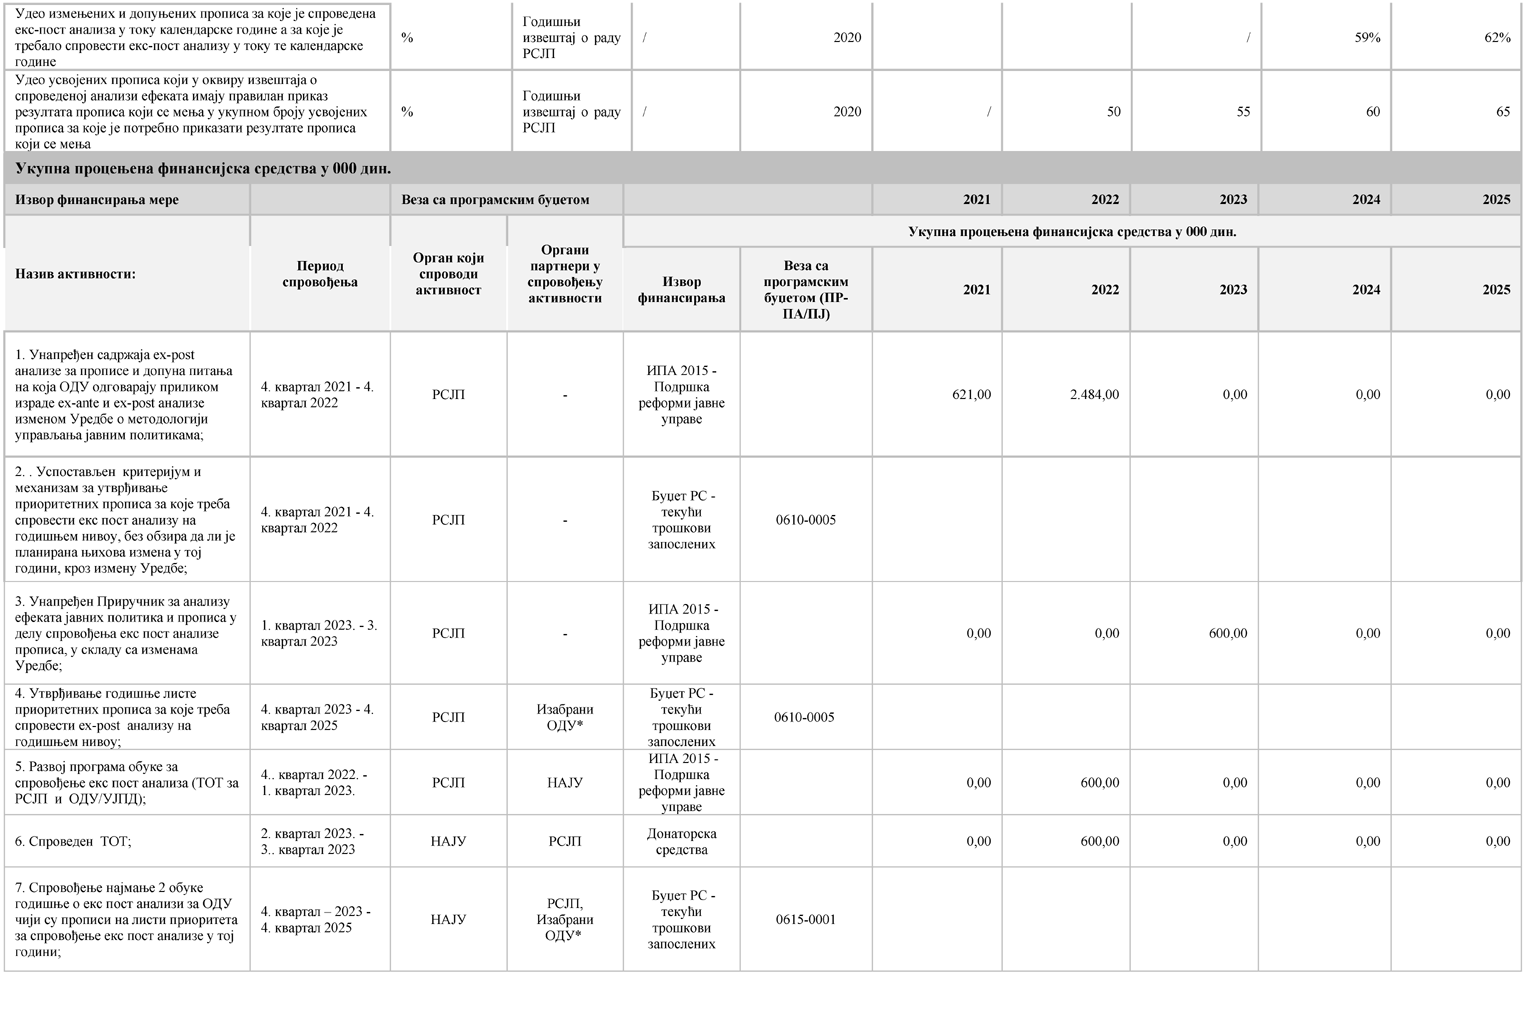 Удео измењених и допуњених прописа за које је спроведена
екс-пост анализа у току календарске године а за које је
требало спровести екс-пост анализу у току те календарске
године
%
Годишњи
извештај о раду
РСЈП
/
2020
/
59%
62%
Удео усвојених прописа који у оквиру извештаја о
спроведеној анализи ефеката имају правилан приказ
резултата прописа који се мења у укупном броју усвојених
прописа за које је потребно приказати резултате прописа
који се мења
%
Годишњи
извештај о раду
РСЈП
/
2020
/
50
55
60
65
Укупна процењена финансијска средства у 000 дин.
Извор финансирања мере
Веза са програмским буџетом
2021
2022
2023
2024
2025
Назив активности:
Период
спровођења
Орган који
спроводи
активност
Органи
партнери у
спровођењу
активности
Укупна процењена финансијска средства у 000 дин.
Извор
финансирања
Веза са
програмским
буџетом (ПР-
ПА/ПЈ)
2021
2022
2023
2024
2025
1. Унапређен садржаја ex-post
анализе за прописе и допуна питања
на која ОДУ одговарају приликом
израде ex-ante и ex-post анализе
изменом Уредбе о методологији
управљања јавним политикама;
4. квартал 2021 - 4.
квартал 2022
РСЈП
-
ИПА 2015 -
Подршка
реформи јавне
управе
621,00
2.484,00
0,00
0,00
0,00
2. . Успостављен  критеријум и
механизам за утврђивање
приоритетних прописа за које треба
спровести екс пост анализу на
годишњем нивоу, без обзира да ли је
планирана њихова измена у тој
години, кроз измену Уредбе;
4. квартал 2021 - 4.
квартал 2022
РСЈП
-
Буџет РС -
текући
трошкови
запослених
0610-0005
3. Унапређен Приручник за анализу
ефеката јавних политика и прописа у
делу спровођења екс пост анализе
прописа, у складу са изменама
Уредбе;
1. квартал 2023. - 3.
квартал 2023
РСЈП
-
ИПА 2015 -
Подршка
реформи јавне
управе
0,00
0,00
600,00
0,00
0,00
4. Утврђивање годишње листе
приоритетних прописа за које треба
спровести ex-post  анализу на
годишњем нивоу;
4. квартал 2023 - 4.
квартал 2025
РСЈП
Изабрани
ОДУ*
Буџет РС -
текући
трошкови
запослених
0610-0005
5. Развој програма обуке за
спровођење екс пост анализа (ТОТ за
РСЈП  и  ОДУ/УЈПД);
4.. квартал 2022. -
1. квартал 2023.
РСЈП
НАЈУ
ИПА 2015 -
Подршка
реформи јавне
управе
0,00
600,00
0,00
0,00
0,00
6. Спроведен  ТОТ;
2. квартал 2023. -
3.. квартал 2023
НАЈУ
РСЈП
Донаторска
средства
0,00
600,00
0,00
0,00
0,00
7. Спровођење најмање 2 обуке
годишње о екс пост анализи за ОДУ
чији су прописи на листи приоритета
за спровођење екс пост анализе у тој
години;
4. квартал – 2023 -
4. квартал 2025
НАЈУ
РСЈП,
Изабрани
ОДУ*
Буџет РС -
текући
трошкови
запослених
0615-0001